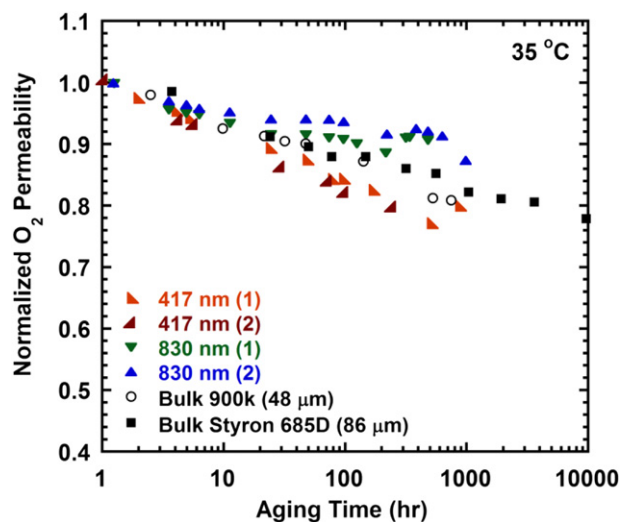 1.1
1.0
0.9
0.8
0.7
0.6
0.5
0.4
Normalized O2 Permeability
35 °C
417 nm (1)
417 nm (2)
830 nm (1)
830 nm (2)
Bulk 900k (48 μm)
Bulk Styron 685D (86 μm)
1 10 100 1000 10000
Aging Time (hr)